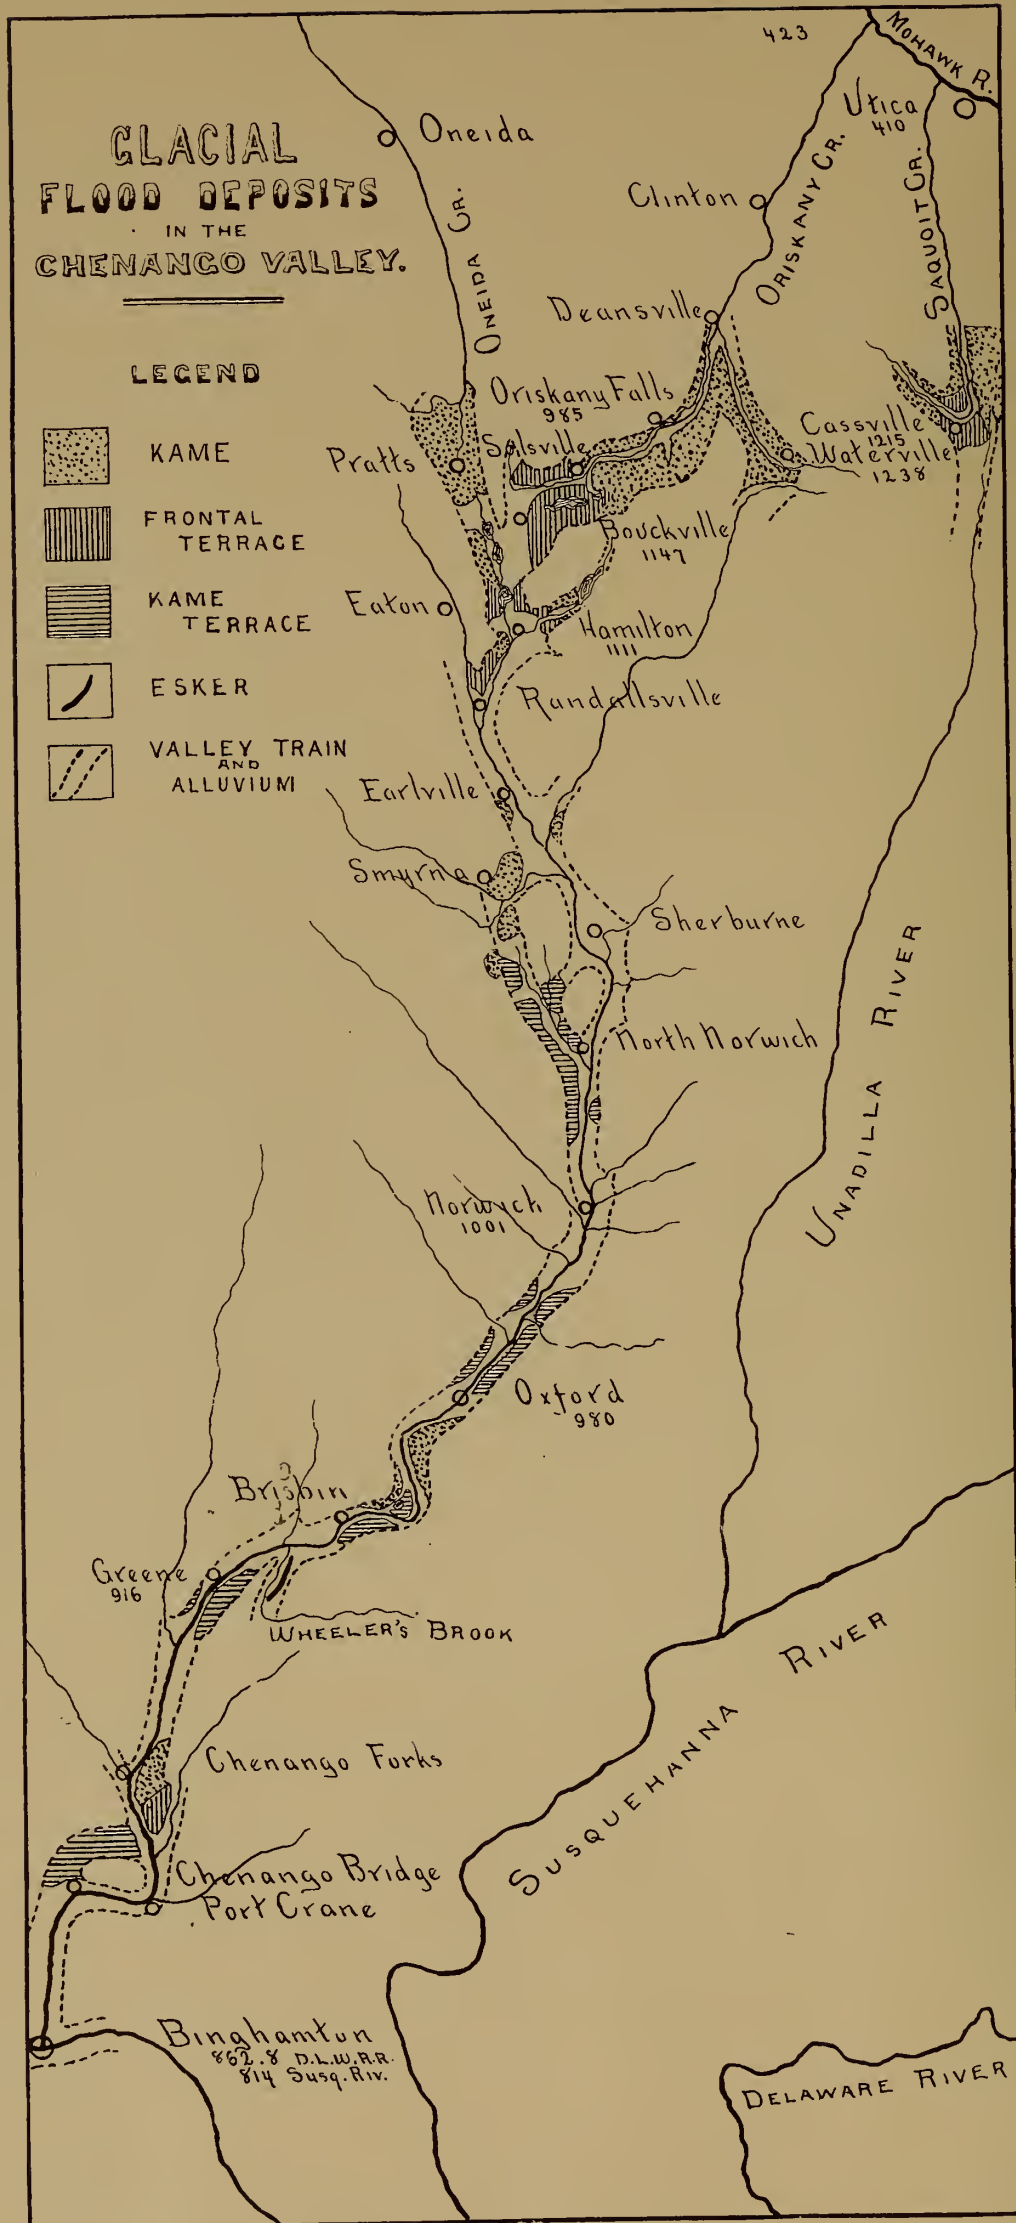 GLACIAL
FLOOD DEPOSITS
IN THE
CHENANGO VALLEY.
LEGEND
KAME
FRONTAL
TERRACE
KAME
TERRACE
ESKER
VALLEY TRAIN
AND
ALLUVIUM
423
MOHAWK R.
Utica
410
Oneida
ONEIDA CR.
Clinton
ORISKANY CR.
SAQUOIT CR.
Deansville
Oriskany Falls
985
Solsville
Pratts
Cassville
1215
Waterville
1238
Bouckville
1147
Eaton
Hamilton
1111
Randallsville
Earlville
Smyrna
Sherburne
North Norwich
UNADILLA RIVER
Norwich
1001
Oxford
980
Brisbin
Greene
916
WHEELER'S BROOK
SUSQUEHANNA RIVER
Chenango Forks
Chenango Bridge
Port Crane
Binghamton
862.8 D.L.W.R.R.
814 Susq. Riv.
DELAWARE RIVER